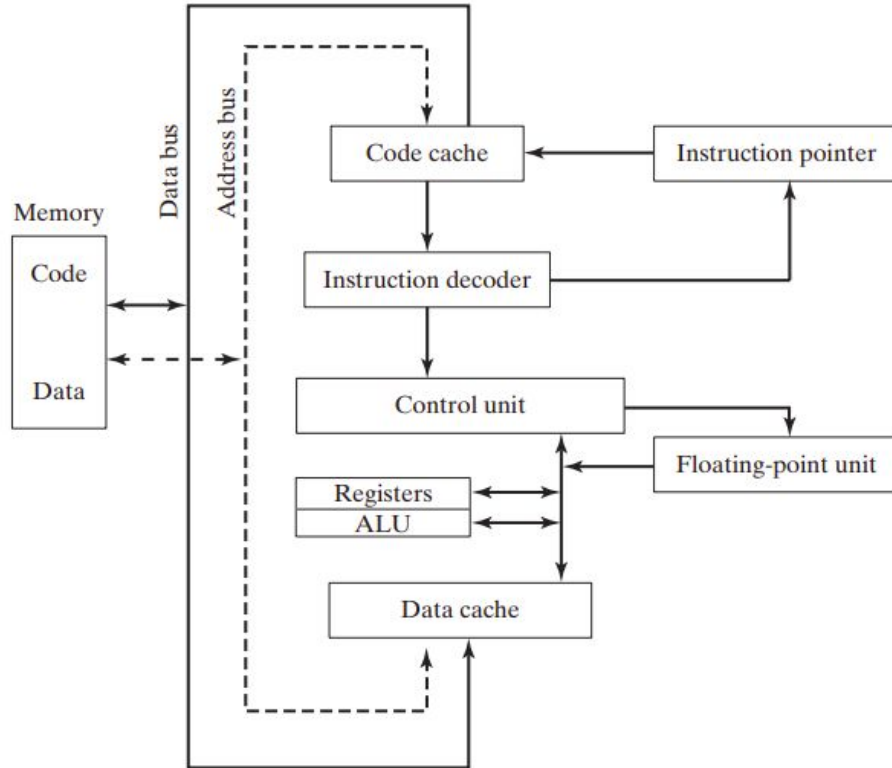 Data bus
Address bus
Code cache
Instruction pointer
Memory
Code
Data
Instruction decoder
Control unit
Floating-point unit
Registers
ALU
Data cache